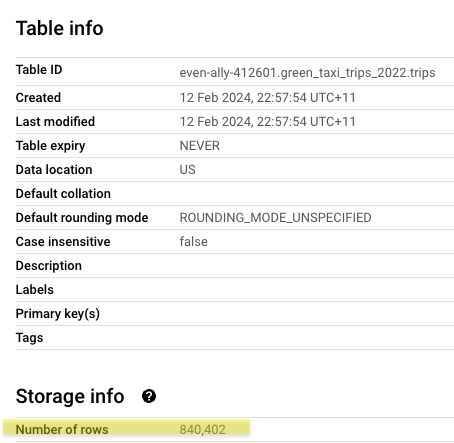 Table info
Table ID even-ally-412601.green_taxi_trips_2022.trips
Created 12 Feb 2024, 22:57:54 UTC+11
Last modified 12 Feb 2024, 22:57:54 UTC+11
Table expiry NEVER
Data location US
Default collation
Default rounding mode ROUNDING_MODE_UNSPECIFIED
Case insensitive false
Description
Labels
Primary key(s)
Tags
Storage info ?
Number of rows 840,402